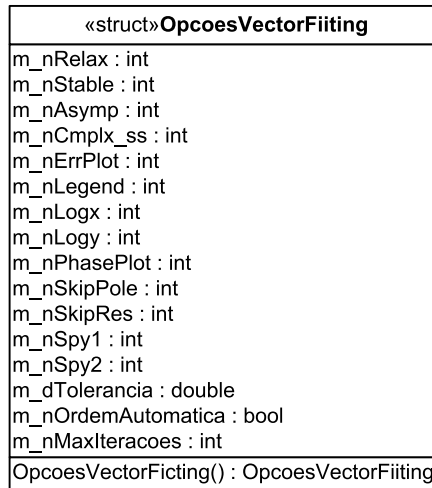 «struct»OpcoesVectorFiiting
m_nRelax : int
m_nStable : int
m_nAsymp : int
m_nCmplx_ss : int
m_nErrPlot : int
m_nLegend : int
m_nLogx : int
m_nLogy : int
m_nPhasePlot : int
m_nSkipPole : int
m_nSkipRes : int
m_nSpy1 : int
m_nSpy2 : int
m_dTolerancia : double
m_nOrdemAutomatica : bool
m_nMaxIteracoes : int
OpcoesVectorFicting() : OpcoesVectorFiiting